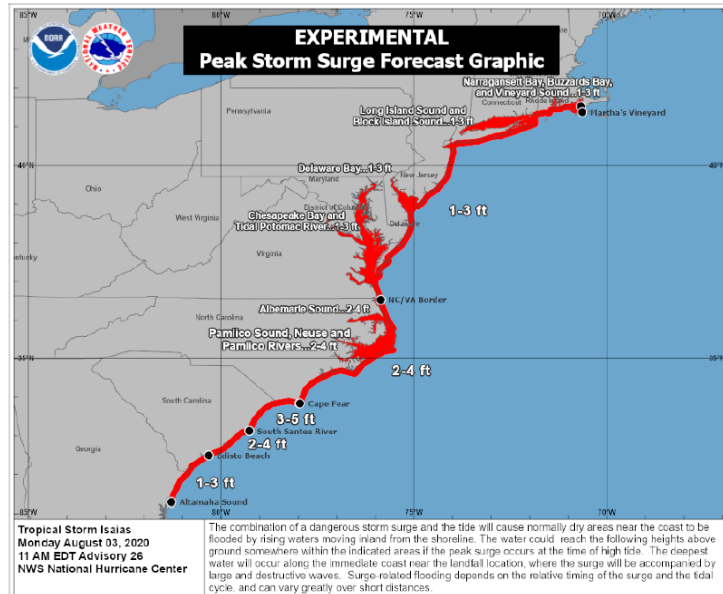 EXPERIMENTAL
Peak Storm Surge Forecast Graphic
NOAA
NATIONAL WEATHER SERVICE
70°W
Narragansett Bay, Buzzards Bay,
and Vineyard Sound...1-3 ft
Connecticut Rhode Island
Long Island Sound and
Block Island Sound...1-3 ft
Martha's Vineyard
Pennsylvania
40°N
Delaware Bay...1-3 ft
New Jersey
Maryland
Ohio
District of Columbia
West Virginia
Chesapeake Bay and
Tidal Potomac River...1-3 ft
Delaware
1-3 ft
Virginia
NC/VA Border
Albemarle Sound...2-4 ft
North Carolina
Pamlico Sound, Neuse and
Pamlico Rivers...2-4 ft
35°N
2-4 ft
South Carolina
Cape Fear
3-5 ft
South Santee River
2-4 ft
Georgia
Edisto Beach
1-3 ft
Altamaha Sound
85°W
80°W
75°W
Tropical Storm Isaias
Monday August 03, 2020
11 AM EDT Advisory 26
NWS National Hurricane Center
The combination of a dangerous storm surge and the tide will cause normally dry areas near the coast to be
flooded by rising waters moving inland from the shoreline. The water could reach the following heights above
ground somewhere within the indicated areas if the peak surge occurs at the time of high tide. The deepest
water will occur along the immediate coast near the landfall location, where the surge will be accompanied by
large and destructive waves. Surge-related flooding depends on the relative timing of the surge and the tidal
cycle, and can vary greatly over short distances.